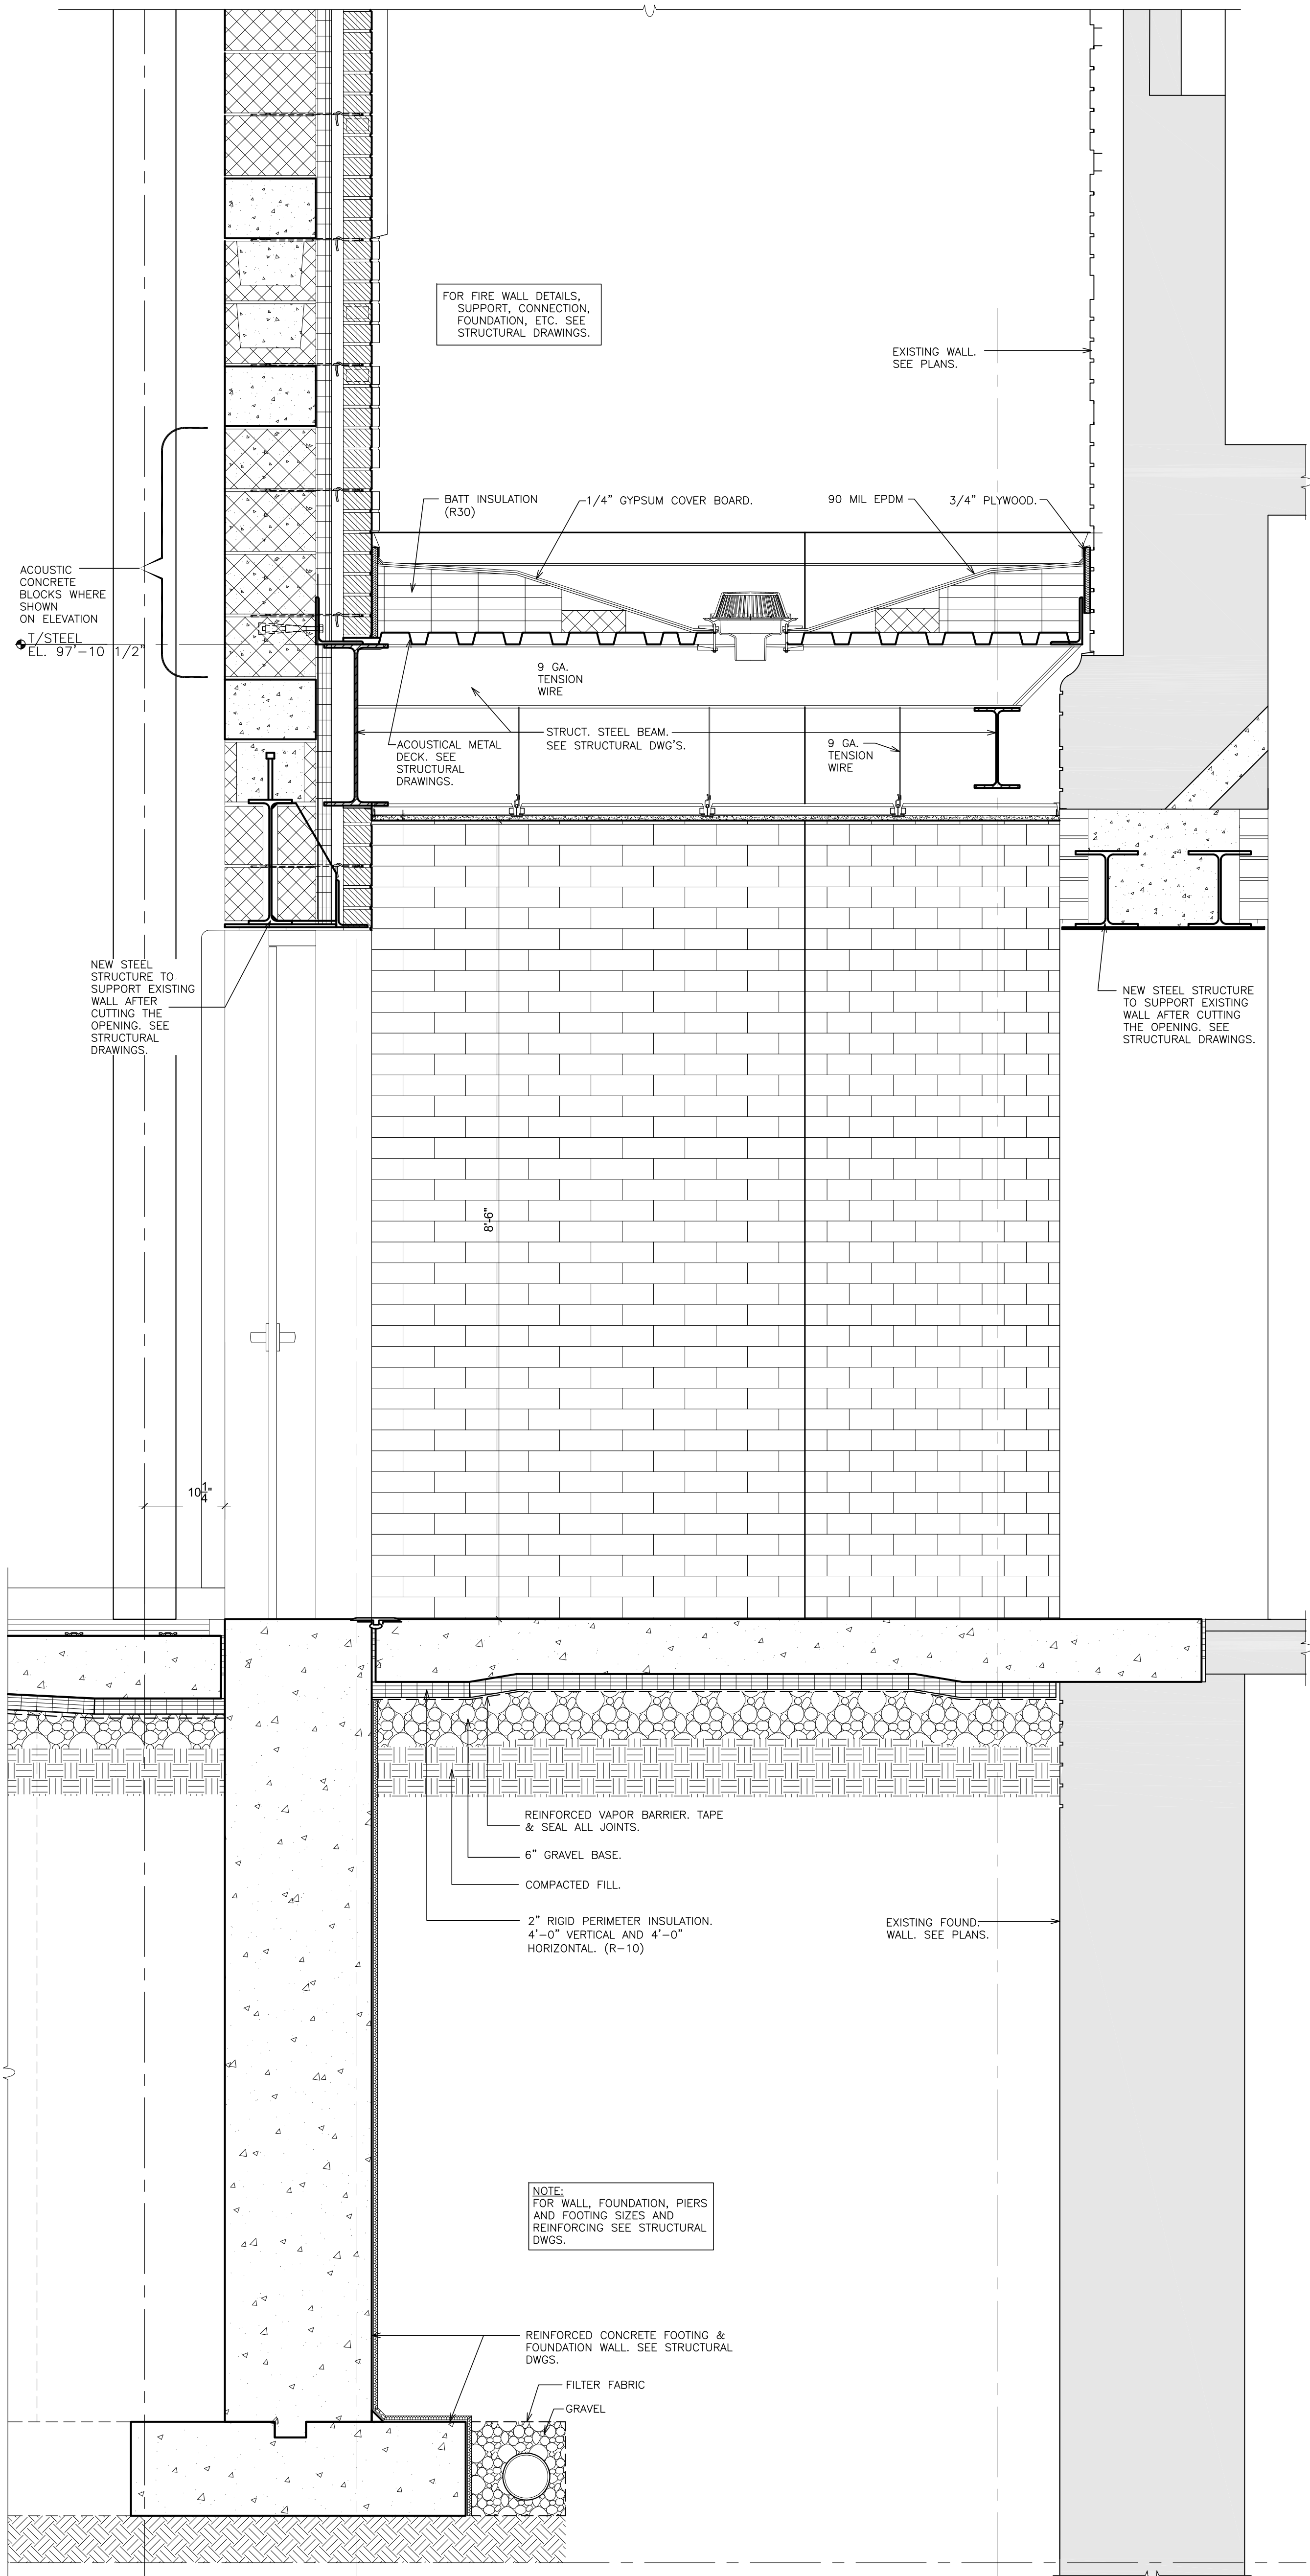 FOR FIRE WALL DETAILS,
SUPPORT, CONNECTION,
FOUNDATION, ETC. SEE
STRUCTURAL DRAWINGS.
EXISTING WALL.
SEE PLANS.
BATT INSULATION
(R30)
1/4" GYPSUM COVER BOARD.
90 MIL EPDM
3/4" PLYWOOD.
ACOUSTIC
CONCRETE
BLOCKS WHERE
SHOWN
ON ELEVATION
T/STEEL
EL. 97'-10 1/2"
9 GA.
TENSION
WIRE
STRUCT. STEEL BEAM.
SEE STRUCTURAL DWG'S.
ACOUSTICAL METAL
DECK. SEE
STRUCTURAL
DRAWINGS.
9 GA.
TENSION
WIRE
NEW STEEL
STRUCTURE TO
SUPPORT EXISTING
WALL AFTER
CUTTING THE
OPENING. SEE
STRUCTURAL
DRAWINGS.
NEW STEEL STRUCTURE
TO SUPPORT EXISTING
WALL AFTER CUTTING
THE OPENING. SEE
STRUCTURAL DRAWINGS.
8'-6"
10 1/4"
REINFORCED VAPOR BARRIER. TAPE
& SEAL ALL JOINTS.
6" GRAVEL BASE.
COMPACTED FILL.
2" RIGID PERIMETER INSULATION.
4'-0" VERTICAL AND 4'-0"
HORIZONTAL. (R-10)
EXISTING FOUND.
WALL. SEE PLANS.
NOTE:
FOR WALL, FOUNDATION, PIERS
AND FOOTING SIZES AND
REINFORCING SEE STRUCTURAL
DWGS.
REINFORCED CONCRETE FOOTING &
FOUNDATION WALL. SEE STRUCTURAL
DWGS.
FILTER FABRIC
GRAVEL